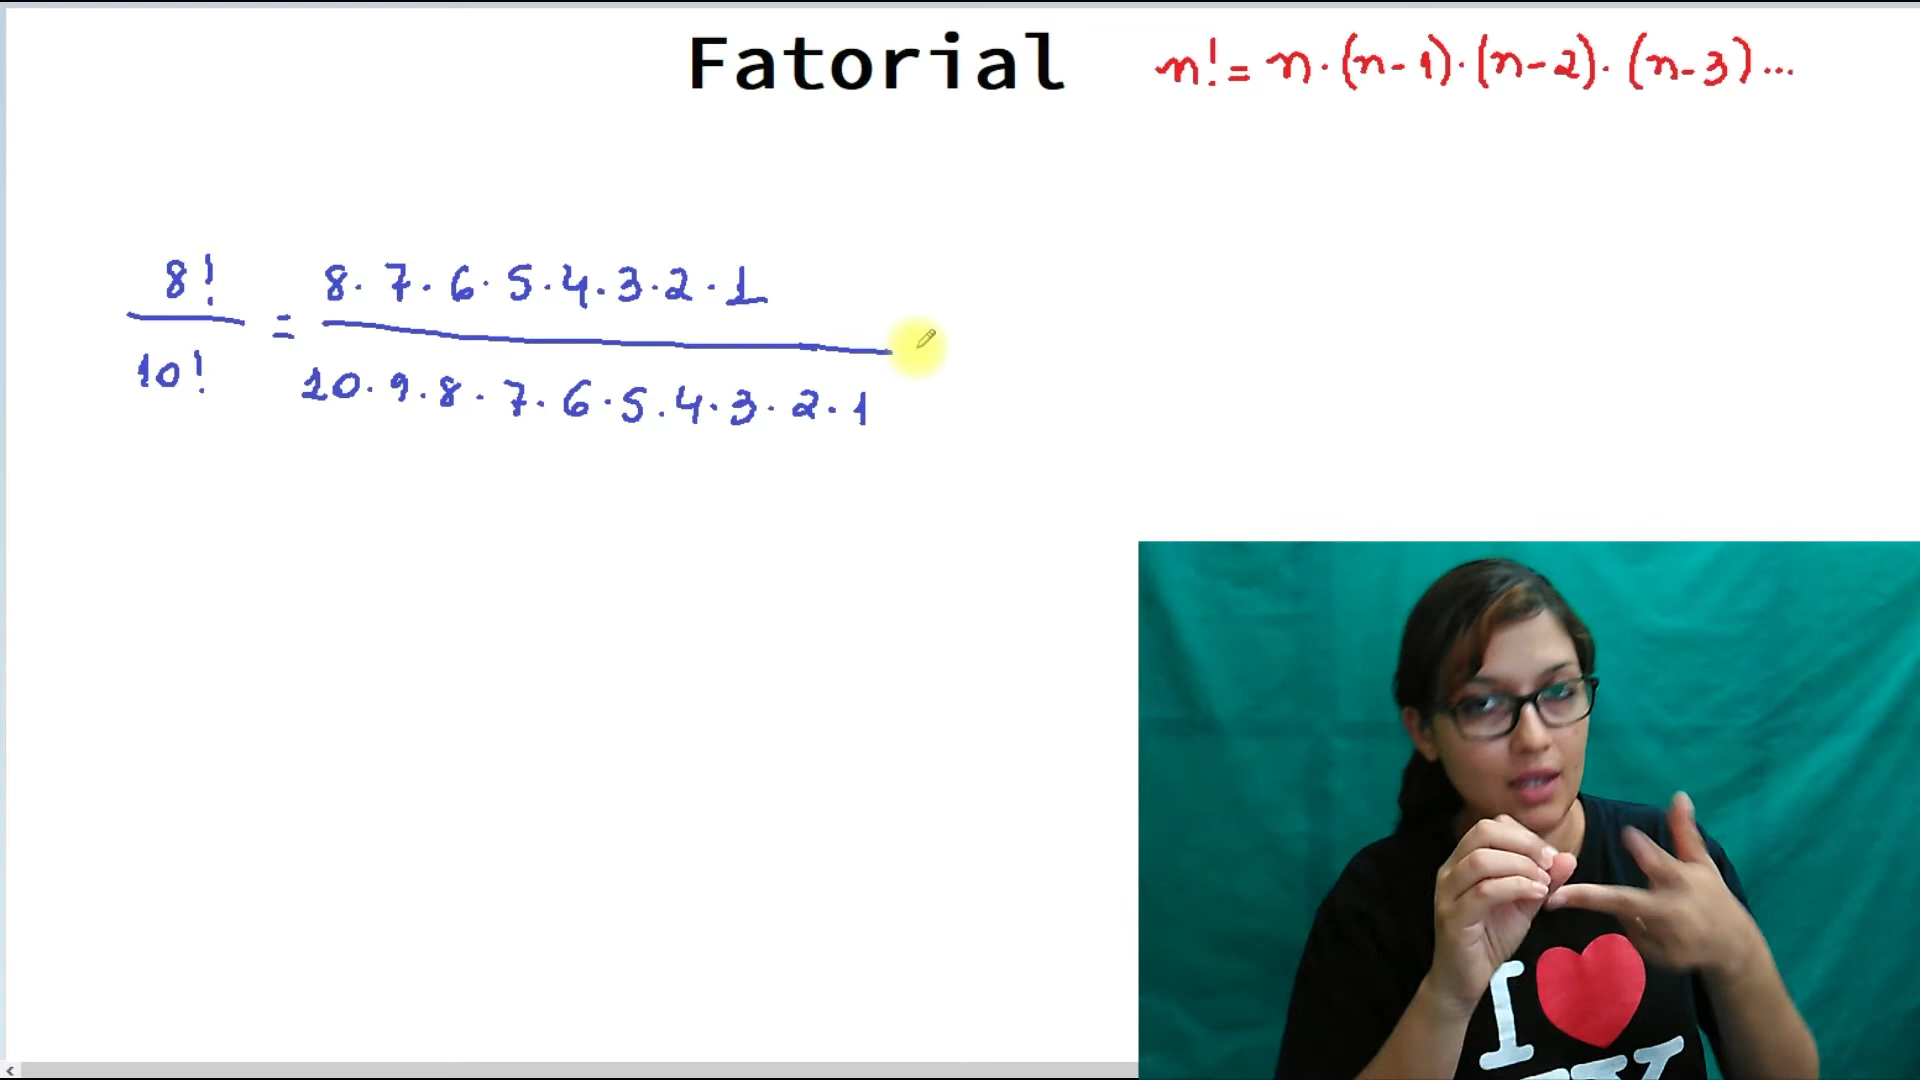 Fatorial
n! = n · (n-1) · (n-2) · (n-3) ...
8!
10!
=
8 · 7 · 6 · 5 · 4 · 3 · 2 · 1
10 · 9 · 8 · 7 · 6 · 5 · 4 · 3 · 2 · 1
I